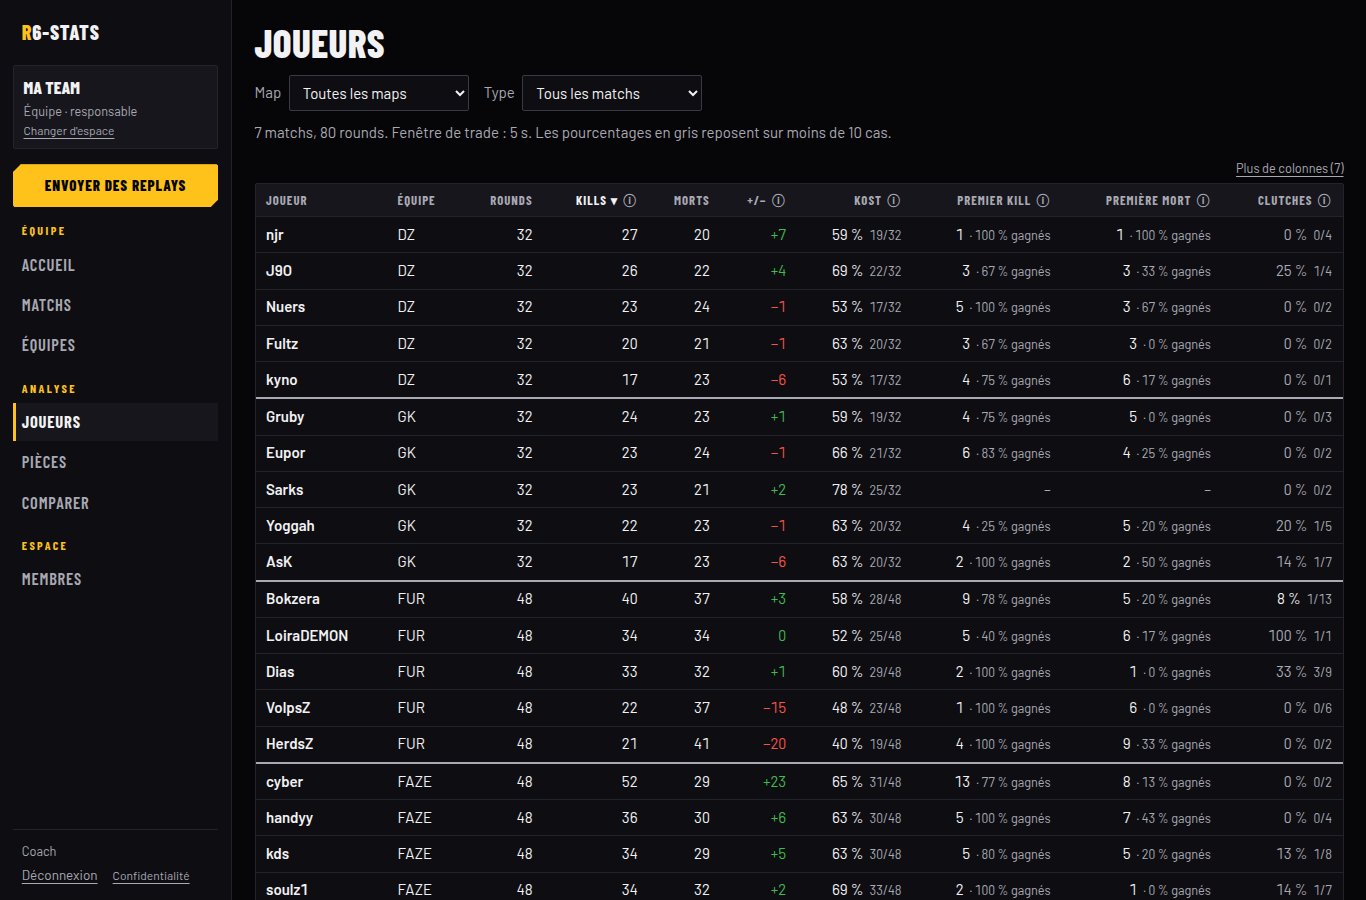 R6-STATS
MA TEAM
Équipe · responsable
Changer d'espace
ENVOYER DES REPLAYS
ÉQUIPE
ACCUEIL
MATCHS
ÉQUIPES
ANALYSE
JOUEURS
PIÈCES
COMPARER
ESPACE
MEMBRES
Coach
Déconnexion Confidentialité
JOUEURS
Map Toutes les maps Type Tous les matchs
7 matchs, 80 rounds. Fenêtre de trade : 5 s. Les pourcentages en gris reposent sur moins de 10 cas.
Plus de colonnes (7)
JOUEUR ÉQUIPE ROUNDS KILLS ▼ ⓘ MORTS +/− ⓘ KOST ⓘ PREMIER KILL ⓘ PREMIÈRE MORT ⓘ CLUTCHES ⓘ
njr DZ 32 27 20 +7 59 % 19/32 1 · 100 % gagnés 1 · 100 % gagnés 0 % 0/4
J9O DZ 32 26 22 +4 69 % 22/32 3 · 67 % gagnés 3 · 33 % gagnés 25 % 1/4
Nuers DZ 32 23 24 −1 53 % 17/32 5 · 100 % gagnés 3 · 67 % gagnés 0 % 0/2
Fultz DZ 32 20 21 −1 63 % 20/32 3 · 67 % gagnés 3 · 0 % gagnés 0 % 0/2
kyno DZ 32 17 23 −6 53 % 17/32 4 · 75 % gagnés 6 · 17 % gagnés 0 % 0/1
Gruby GK 32 24 23 +1 59 % 19/32 4 · 75 % gagnés 5 · 0 % gagnés 0 % 0/3
Eupor GK 32 23 24 −1 66 % 21/32 6 · 83 % gagnés 4 · 25 % gagnés 0 % 0/2
Sarks GK 32 23 21 +2 78 % 25/32 – – 0 % 0/2
Yoggah GK 32 22 23 −1 63 % 20/32 4 · 25 % gagnés 5 · 20 % gagnés 20 % 1/5
AsK GK 32 17 23 −6 63 % 20/32 2 · 100 % gagnés 2 · 50 % gagnés 14 % 1/7
Bokzera FUR 48 40 37 +3 58 % 28/48 9 · 78 % gagnés 5 · 20 % gagnés 8 % 1/13
LoiraDEMON FUR 48 34 34 0 52 % 25/48 5 · 40 % gagnés 6 · 17 % gagnés 100 % 1/1
Dias FUR 48 33 32 +1 60 % 29/48 2 · 100 % gagnés 1 · 0 % gagnés 33 % 3/9
VolpsZ FUR 48 22 37 −15 48 % 23/48 1 · 100 % gagnés 6 · 0 % gagnés 0 % 0/6
HerdsZ FUR 48 21 41 −20 40 % 19/48 4 · 100 % gagnés 9 · 33 % gagnés 0 % 0/2
cyber FAZE 48 52 29 +23 65 % 31/48 13 · 77 % gagnés 8 · 13 % gagnés 0 % 0/2
handyy FAZE 48 36 30 +6 63 % 30/48 5 · 100 % gagnés 7 · 43 % gagnés 0 % 0/4
kds FAZE 48 34 29 +5 63 % 30/48 5 · 80 % gagnés 5 · 20 % gagnés 13 % 1/8
soulz1 FAZE 48 34 32 +2 69 % 33/48 2 · 100 % gagnés 1 · 0 % gagnés 14 % 1/7